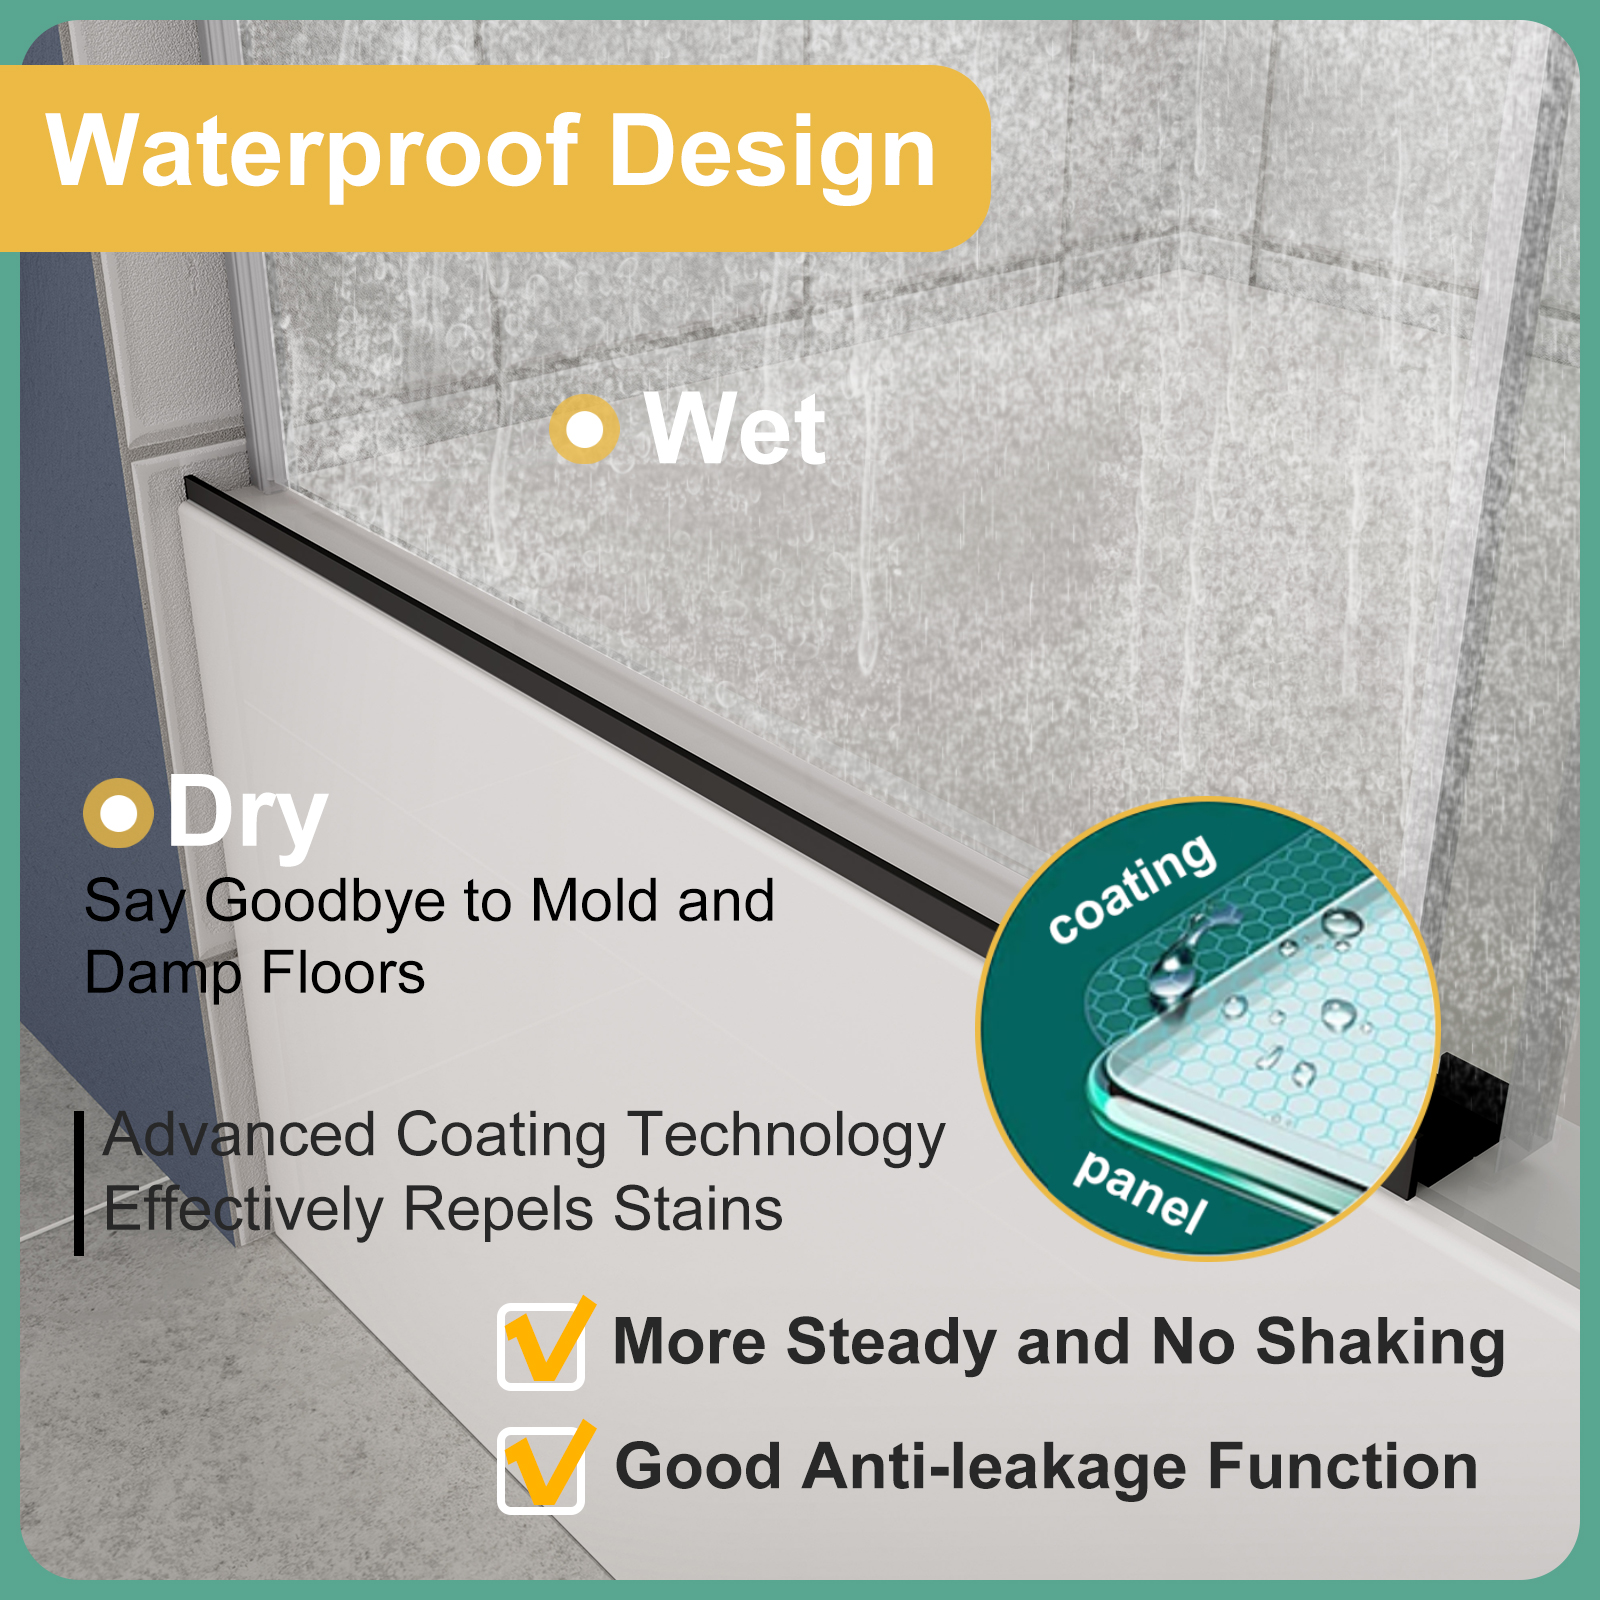 Waterproof Design
Wet
Dry
Say Goodbye to Mold and
Damp Floors
coating
panel
Advanced Coating Technology
Effectively Repels Stains
More Steady and No Shaking
Good Anti-leakage Function